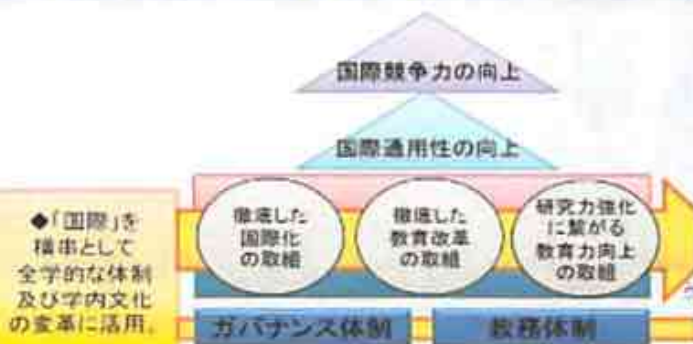 国際競争力の向上
国際通用性の向上
◆「国際」を
横串として
全学的な体制
及び学内文化
の変革に活用。
徹底した
国際化
の取組
徹底した
教育改革
の取組
研究力強化
に繋がる
教育力向上
の取組
ガバナンス体制
教務体制